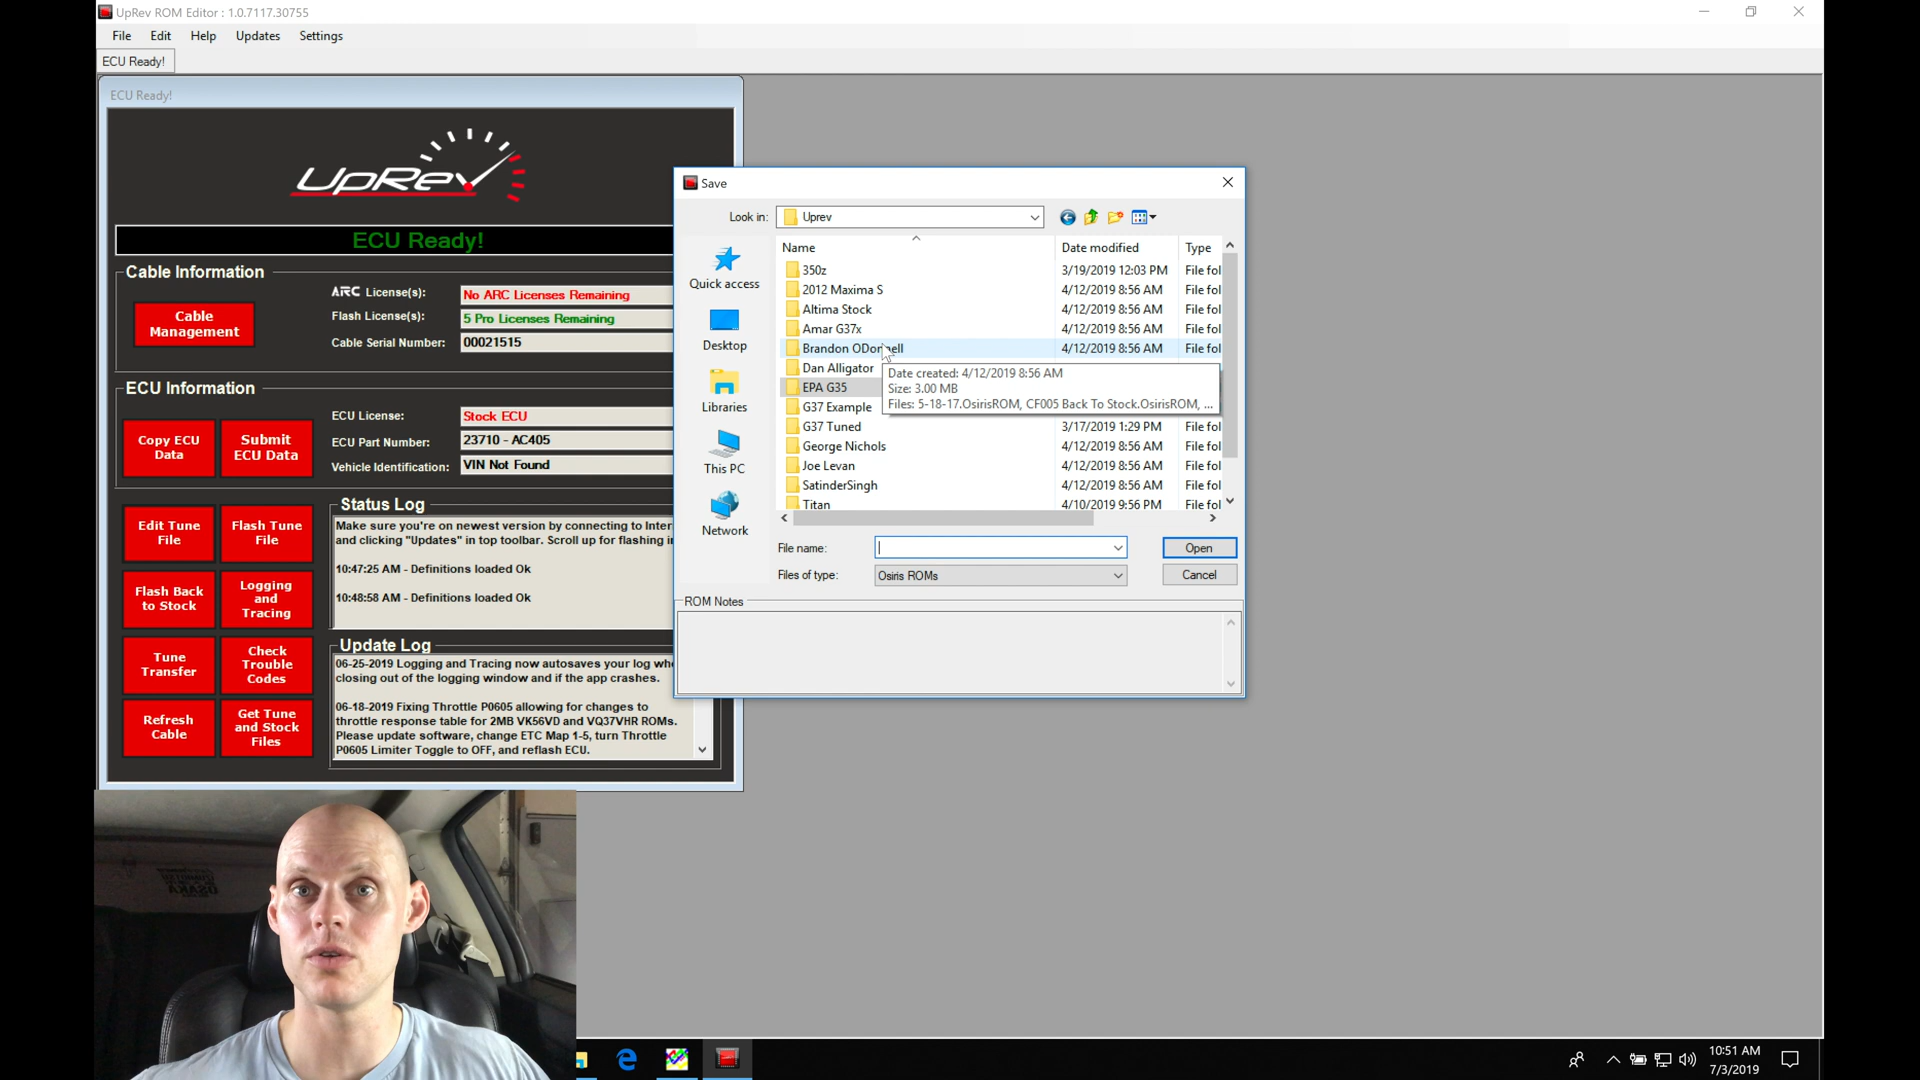 UpRev ROM Editor : 1.0.7117.30755
File Edit Help Updates Settings
ECU Ready!
ECU Ready!
UpRev
ECU Ready!
Cable Information
Cable Management
ARC License(s): No ARC Licenses Remaining
Flash License(s): 5 Pro Licenses Remaining
Cable Serial Number: 00021515
ECU Information
Copy ECU Data
Submit ECU Data
ECU License: Stock ECU
ECU Part Number: 23710 - AC405
Vehicle Identification: VIN Not Found
Edit Tune File
Flash Tune File
Flash Back to Stock
Logging and Tracing
Tune Transfer
Check Trouble Codes
Refresh Cable
Get Tune and Stock Files
Status Log
Make sure you're on newest version by connecting to Inter
and clicking "Updates" in top toolbar. Scroll up for flashing i
10:47:25 AM - Definitions loaded Ok
10:48:58 AM - Definitions loaded Ok
Update Log
06-25-2019 Logging and Tracing now autosaves your log wh
closing out of the logging window and if the app crashes.
06-18-2019 Fixing Throttle P0605 allowing for changes to
throttle response table for 2MB VK56VD and VQ37VHR ROMs.
Please update software, change ETC Map 1-5, turn Throttle
P0605 Limiter Toggle to OFF, and reflash ECU.
Save
Look in: Uprev
Quick access
Desktop
Libraries
This PC
Network
Name Date modified Type
350z 3/19/2019 12:03 PM File fol
2012 Maxima S 4/12/2019 8:56 AM File fol
Altima Stock 4/12/2019 8:56 AM File fol
Amar G37x 4/12/2019 8:56 AM File fol
Brandon ODonnell 4/12/2019 8:56 AM File fol
Dan Alligator
EPA G35
G37 Example
Date created: 4/12/2019 8:56 AM
Size: 3.00 MB
Files: 5-18-17.OsirisROM, CF005 Back To Stock.OsirisROM, ...
G37 Tuned 3/17/2019 1:29 PM File fol
George Nichols 4/12/2019 8:56 AM File fol
Joe Levan 4/12/2019 8:56 AM File fol
SatinderSingh 4/12/2019 8:56 AM File fol
Titan 4/10/2019 9:56 PM File fol
File name: Open
Files of type: Osiris ROMs Cancel
ROM Notes
10:51 AM
7/3/2019